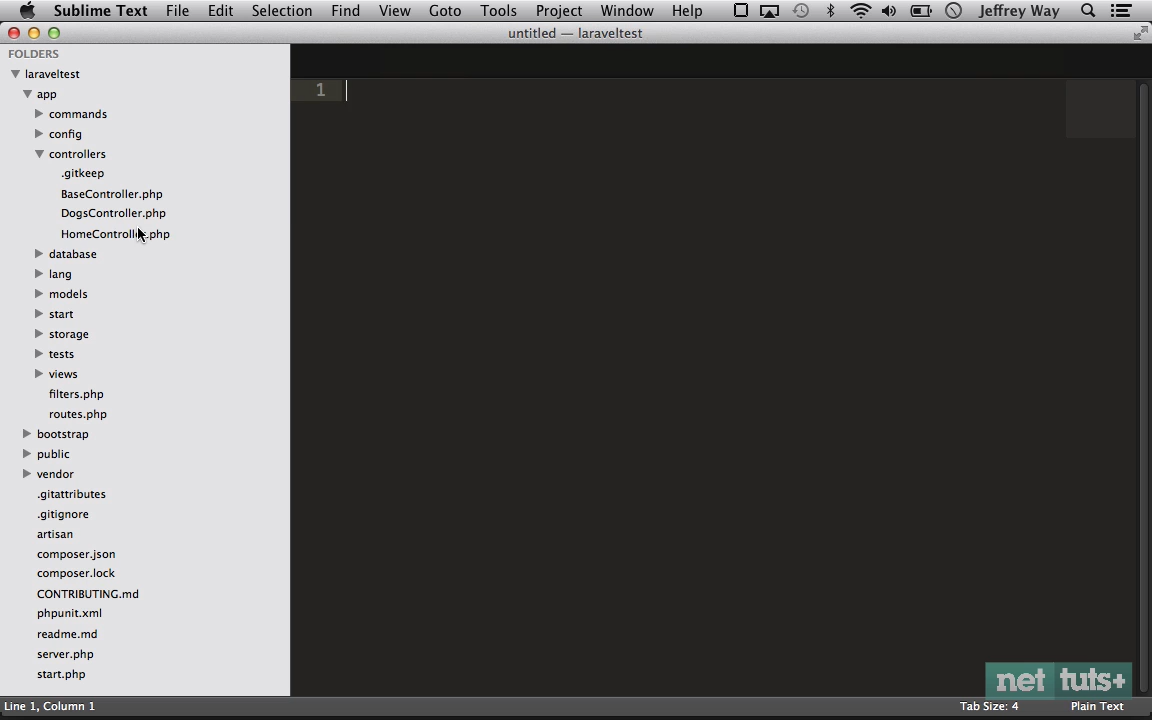 Sublime Text File Edit Selection Find View Goto Tools Project Window Help Jeffrey Way
untitled — laraveltest
FOLDERS
laraveltest
app
commands
config
controllers
.gitkeep
BaseController.php
DogsController.php
HomeController.php
database
lang
models
start
storage
tests
views
filters.php
routes.php
bootstrap
public
vendor
.gitattributes
.gitignore
artisan
composer.json
composer.lock
CONTRIBUTING.md
phpunit.xml
readme.md
server.php
start.php
1
net tuts+
Line 1, Column 1 Tab Size: 4 Plain Text